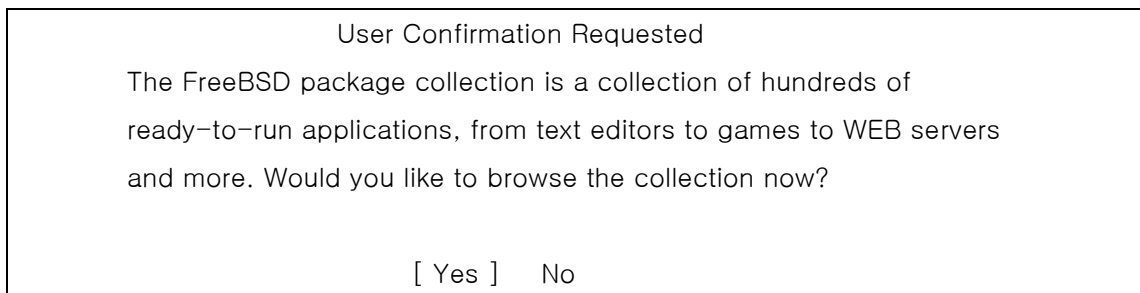 User Confirmation Requested
The FreeBSD package collection is a collection of hundreds of
ready-to-run applications, from text editors to games to WEB servers
and more. Would you like to browse the collection now?
[ Yes ] No